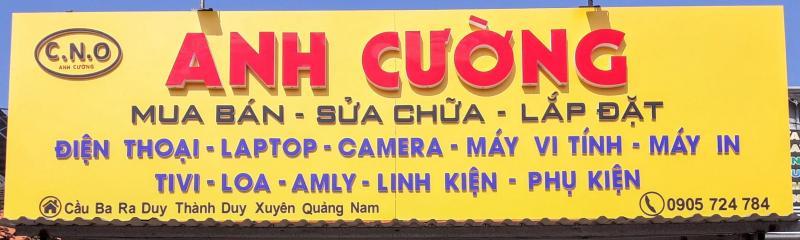 C.N.O
ANH CƯỜNG
ANH CƯỜNG
MUA BÁN - SỬA CHỮA - LẮP ĐẶT
ĐIỆN THOẠI - LAPTOP - CAMERA - MÁY VI TÍNH - MÁY IN
TIVI - LOA - AMLY - LINH KIỆN - PHỤ KIỆN
Cầu Ba Ra Duy Thành Duy Xuyên Quảng Nam
0905 724 784